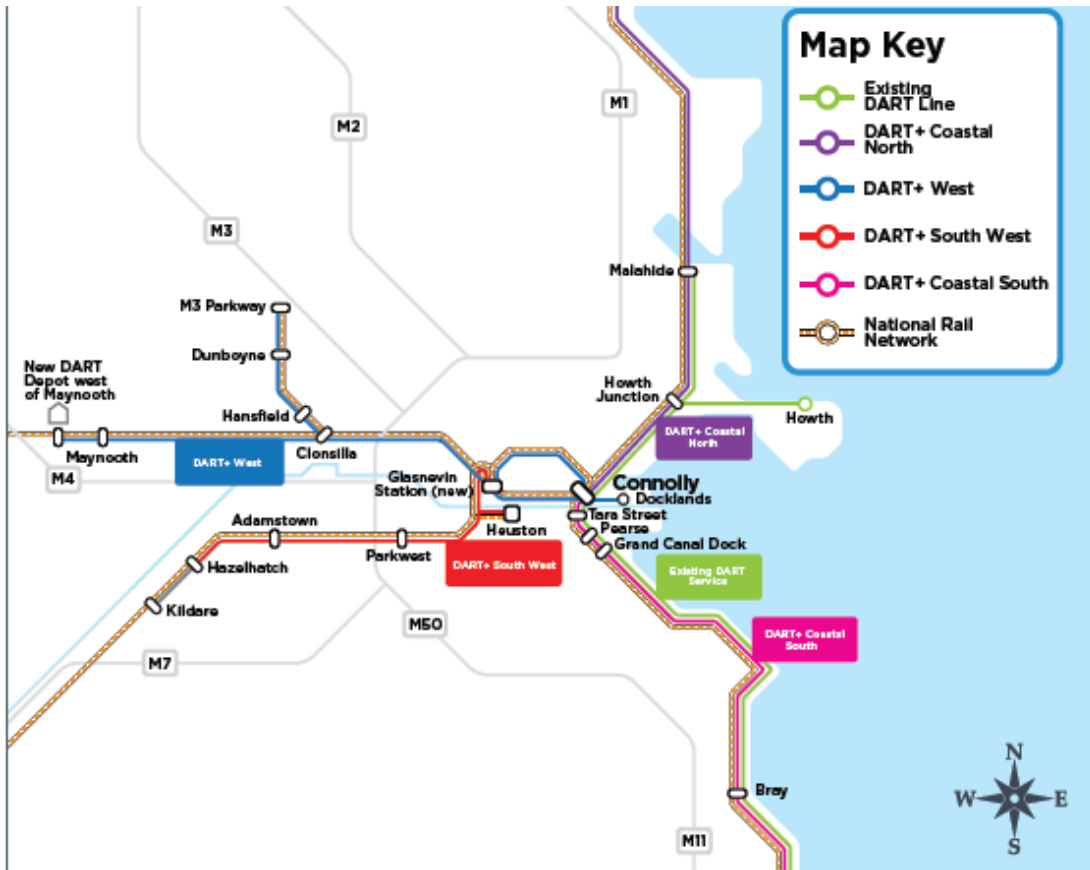 Map Key
Existing
DART Line
DART+ Coastal
North
DART+ West
DART+ South West
DART+ Coastal South
National Rail
Network
M1
M2
M3
Malahide
M3 Parkway
Dunboyne
New DART
Depot west
of Maynooth
Howth
Junction
Howth
Hansfield
DART+ Coastal
North
Maynooth
DART+ West
Clonsilla
M4
Glasnevin
Station (new)
Connolly
Docklands
Tara Street
Pearse
Grand Canal Dock
Adamstown
Heuston
Parkwest
DART+ South West
Hazelhatch
Existing DART
Service
Kildare
M50
DART+ Coastal
South
M7
Bray
M11
N
W
E
S